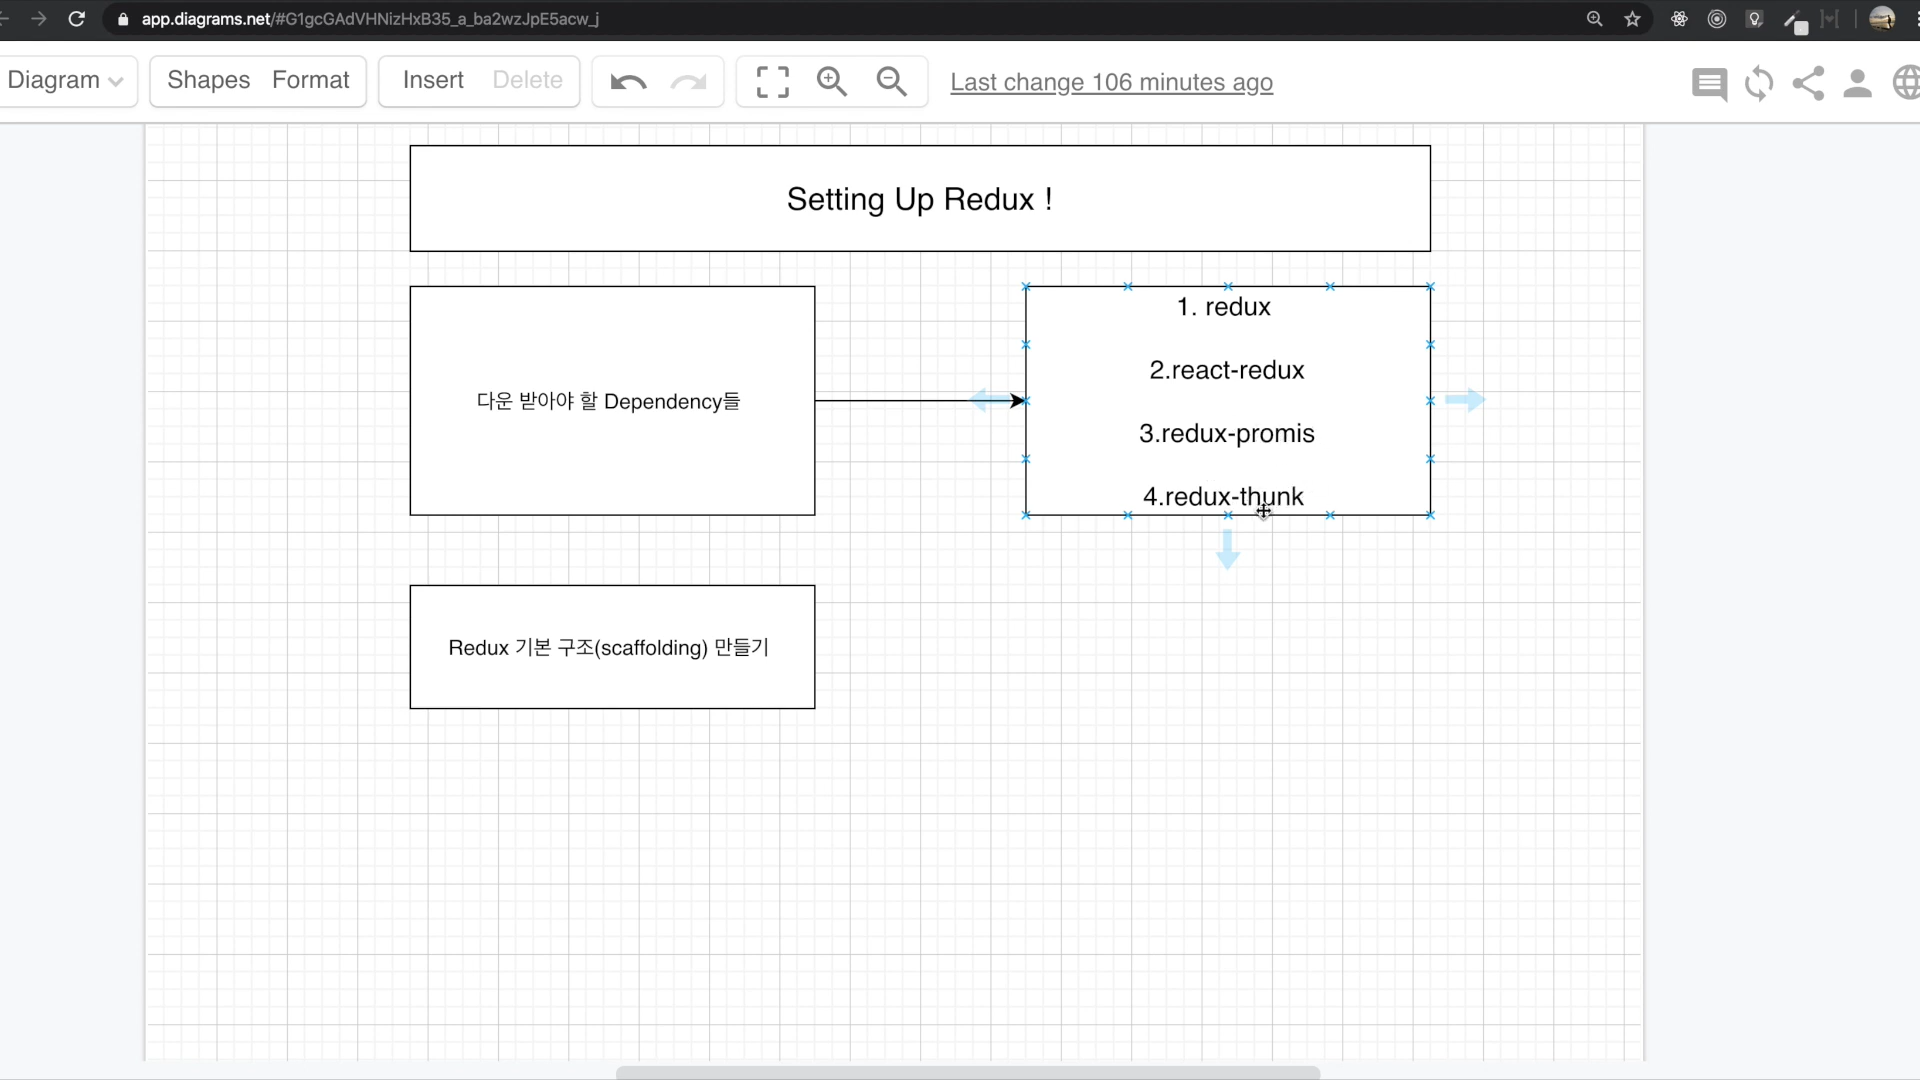 app.diagrams.net/#G1gcGAdVHNizHxB35_a_ba2wzJpE5acw_j
Diagram Shapes Format Insert Delete Last change 106 minutes ago
Setting Up Redux !
다운 받아야 할 Dependency들
1. redux
2.react-redux
3.redux-promis
4.redux-thunk
Redux 기본 구조(scaffolding) 만들기